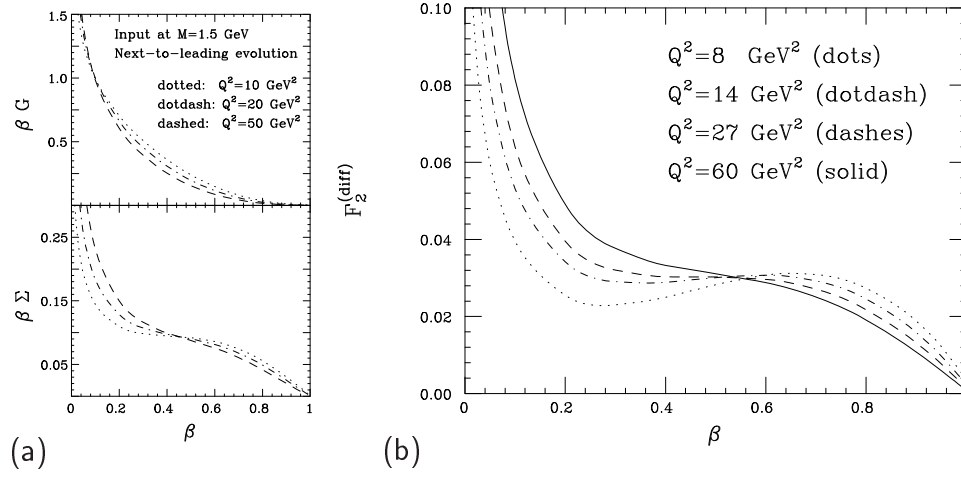 1.5
1.0
0.5
β G
Input at M=1.5 GeV
Next-to-leading evolution
dotted: Q²=10 GeV²
dotdash: Q²=20 GeV²
dashed: Q²=50 GeV²
0.25
0.15
0.05
β Σ
0 0.2 0.4 0.6 0.8 1
β
(a)
0.10
0.08
0.06
0.04
0.02
0.00
F₂^(diff)
Q²=8 GeV² (dots)
Q²=14 GeV² (dotdash)
Q²=27 GeV² (dashes)
Q²=60 GeV² (solid)
0 0.2 0.4 0.6 0.8
β
(b)